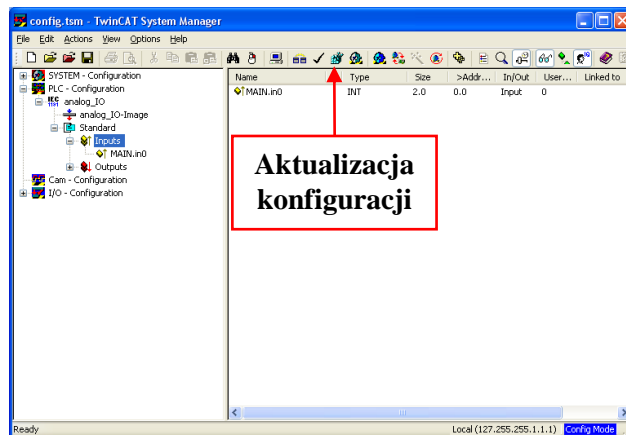 config.tsm - TwinCAT System Manager
File Edit Actions View Options Help
SYSTEM - Configuration
PLC - Configuration
analog_IO
analog_IO-Image
Standard
Inputs
MAIN.in0
Outputs
Cam - Configuration
I/O - Configuration
Name Type Size >Addr... In/Out User... Linked to
MAIN.in0 INT 2.0 0.0 Input 0
Aktualizacja
konfiguracji
Ready Local (127.255.255.1.1.1) Config Mode